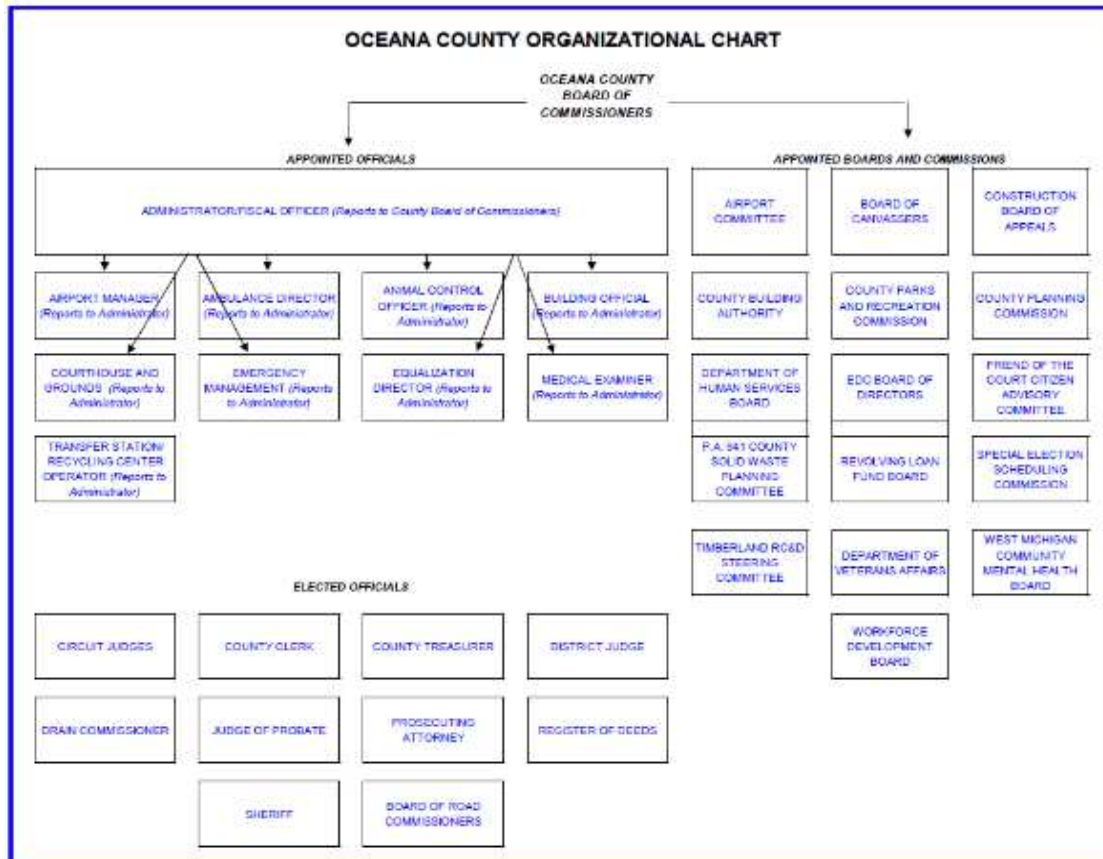 OCEANA COUNTY ORGANIZATIONAL CHART
OCEANA COUNTY
BOARD OF
COMMISSIONERS
APPOINTED OFFICIALS
ADMINISTRATOR/FISCAL OFFICER (Reports to County Board of Commissioners)
AIRPORT MANAGER
(Reports to Administrator)
AMBULANCE DIRECTOR
(Reports to Administrator)
ANIMAL CONTROL
OFFICER (Reports to
Administrator)
BUILDING OFFICIAL
(Reports to Administrator)
COURTHOUSE AND
GROUNDS (Reports to
Administrator)
EMERGENCY
MANAGEMENT (Reports
to Administrator)
EQUALIZATION
DIRECTOR (Reports to
Administrator)
MEDICAL EXAMINER
(Reports to Administrator)
TRANSFER STATION/
RECYCLING CENTER
OPERATOR (Reports to
Administrator)
APPOINTED BOARDS AND COMMISSIONS
AIRPORT
COMMITTEE
BOARD OF
CANVASSERS
CONSTRUCTION
BOARD OF
APPEALS
COUNTY BUILDING
AUTHORITY
COUNTY PARKS
AND RECREATION
COMMISSION
COUNTY PLANNING
COMMISSION
DEPARTMENT OF
HUMAN SERVICES
BOARD
EDC BOARD OF
DIRECTORS
FRIEND OF THE
COURT CITIZEN
ADVISORY
COMMITTEE
P.A. 641 COUNTY
SOLID WASTE
PLANNING
COMMITTEE
REVOLVING LOAN
FUND BOARD
SPECIAL ELECTION
SCHEDULING
COMMISSION
TIMBERLAND RC&D
STEERING
COMMITTEE
DEPARTMENT OF
VETERANS AFFAIRS
WEST MICHIGAN
COMMUNITY
MENTAL HEALTH
BOARD
WORKFORCE
DEVELOPMENT
BOARD
ELECTED OFFICIALS
CIRCUIT JUDGES
COUNTY CLERK
COUNTY TREASURER
DISTRICT JUDGE
DRAIN COMMISSIONER
JUDGE OF PROBATE
PROSECUTING
ATTORNEY
REGISTER OF DEEDS
SHERIFF
BOARD OF ROAD
COMMISSIONERS